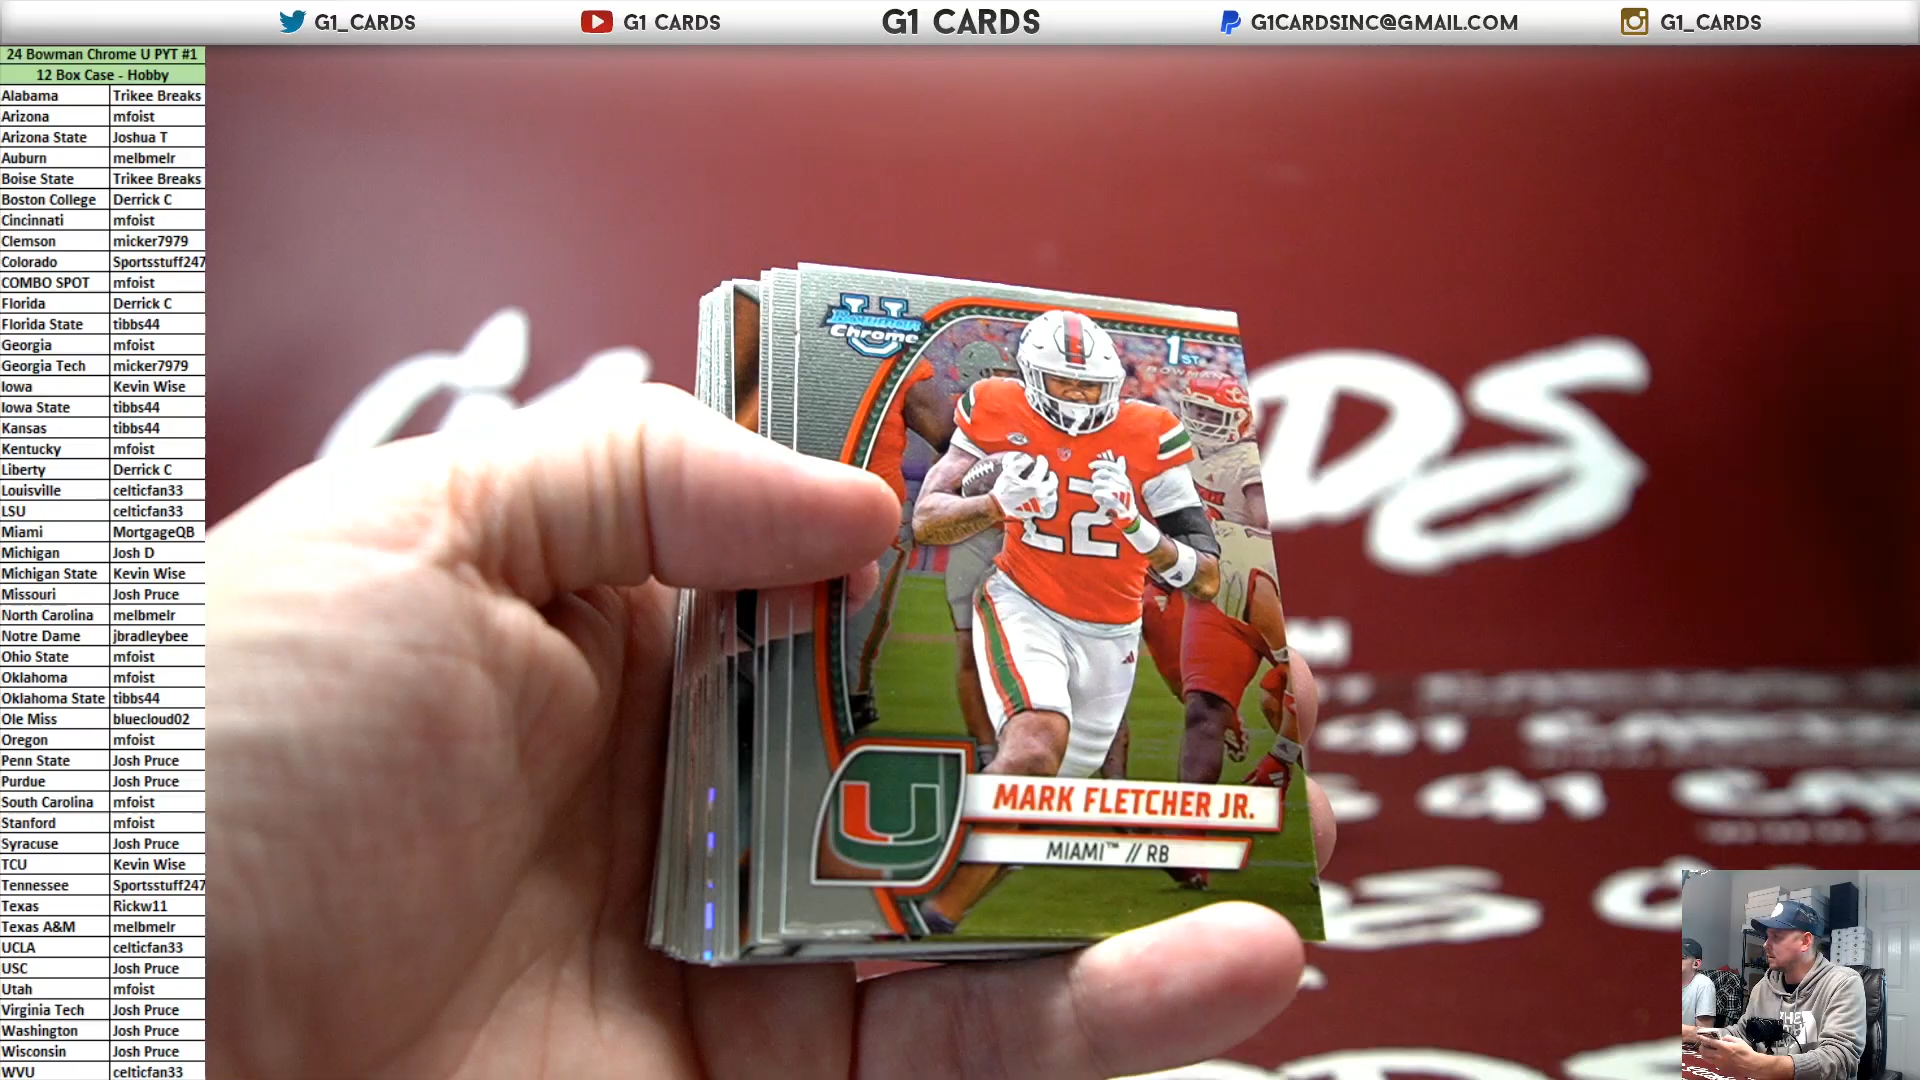 G1_CARDS
G1 CARDS
G1 CARDS
G1CARDSINC@GMAIL.COM
G1_CARDS
24 Bowman Chrome U PYT #1
12 Box Case - Hobby
Alabama Trikee Breaks
Arizona mfoist
Arizona State Joshua T
Auburn melbmelr
Boise State Trikee Breaks
Boston College Derrick C
Cincinnati mfoist
Clemson micker7979
Colorado Sportsstuff247
COMBO SPOT mfoist
Florida Derrick C
Florida State tibbs44
Georgia mfoist
Georgia Tech micker7979
Iowa Kevin Wise
Iowa State tibbs44
Kansas tibbs44
Kentucky mfoist
Liberty Derrick C
Louisville celticfan33
LSU celticfan33
Miami MortgageQB
Michigan Josh D
Michigan State Kevin Wise
Missouri Josh Pruce
North Carolina melbmelr
Notre Dame jbradleybee
Ohio State mfoist
Oklahoma mfoist
Oklahoma State tibbs44
Ole Miss bluecloud02
Oregon mfoist
Penn State Josh Pruce
Purdue Josh Pruce
South Carolina mfoist
Stanford mfoist
Syracuse Josh Pruce
TCU Kevin Wise
Tennessee Sportsstuff247
Texas Rickw11
Texas A&M melbmelr
UCLA celticfan33
USC Josh Pruce
Utah mfoist
Virginia Tech Josh Pruce
Washington Josh Pruce
Wisconsin Josh Pruce
WVU celticfan33
U
Bowman
Chrome
1ST
BOWMAN
22
U
MARK FLETCHER JR.
MIAMI™ // RB